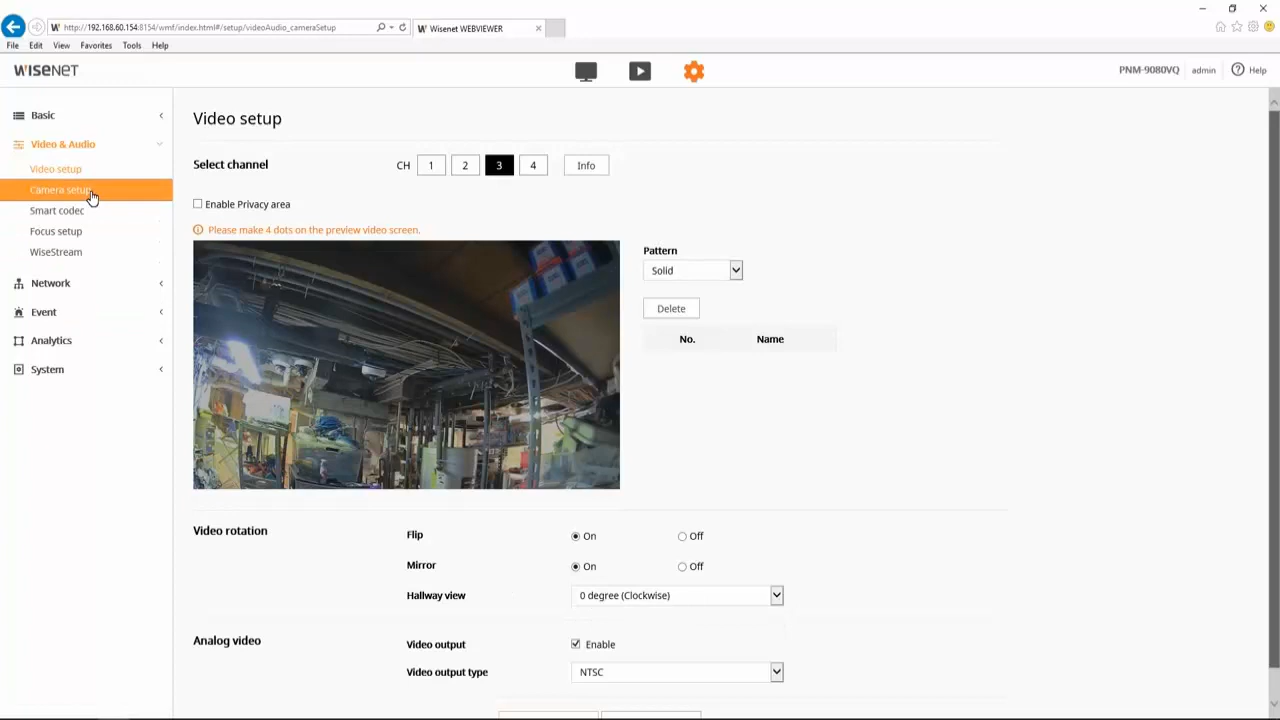 http://192.168.60.154:8154/wmf/index.html#/setup/videoAudio_cameraSetup
Wisenet WEBVIEWER
File Edit View Favorites Tools Help
WISENET
PNM-9080VQ admin Help
Basic
Video & Audio
Video setup
Camera setup
Smart codec
Focus setup
WiseStream
Network
Event
Analytics
System
Video setup
Select channel CH 1 2 3 4 Info
Enable Privacy area
Please make 4 dots on the preview video screen.
Pattern
Solid
Delete
No. Name
Video rotation Flip On Off
Mirror On Off
Hallway view 0 degree (Clockwise)
Analog video Video output Enable
Video output type NTSC